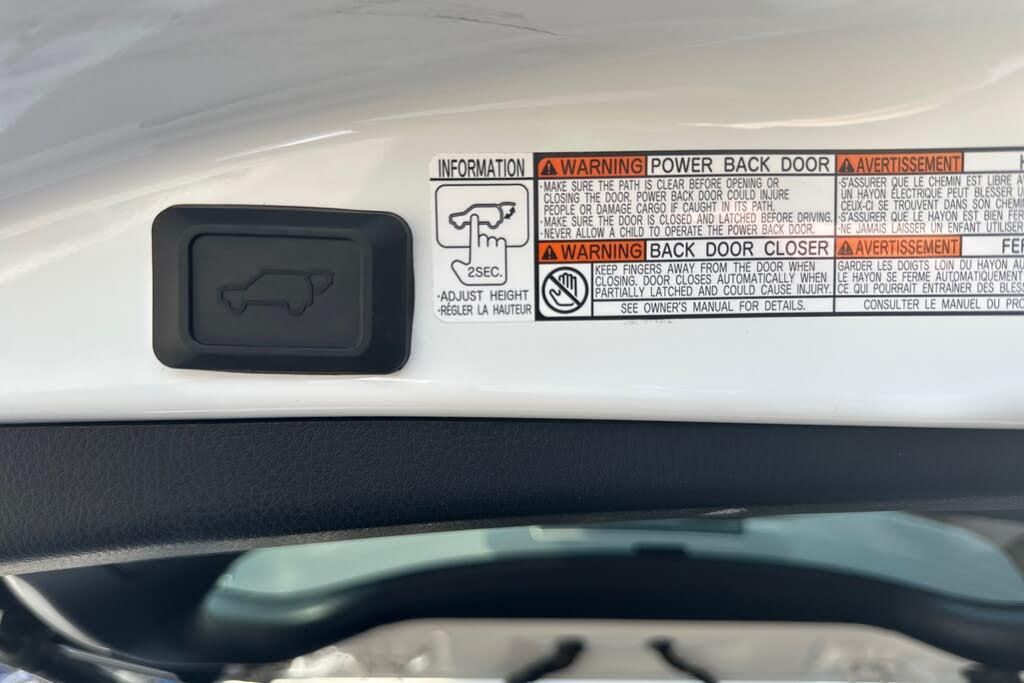 INFORMATION
2SEC.
·ADJUST HEIGHT
·RÉGLER LA HAUTEUR
WARNING POWER BACK DOOR
·MAKE SURE THE PATH IS CLEAR BEFORE OPENING OR
CLOSING THE DOOR. POWER BACK DOOR COULD INJURE
PEOPLE OR DAMAGE CARGO IF CAUGHT IN ITS PATH.
·MAKE SURE THE DOOR IS CLOSED AND LATCHED BEFORE DRIVING.
·NEVER ALLOW A CHILD TO OPERATE THE POWER BACK DOOR.
WARNING BACK DOOR CLOSER
KEEP FINGERS AWAY FROM THE DOOR WHEN
CLOSING. DOOR CLOSES AUTOMATICALLY WHEN
PARTIALLY LATCHED AND COULD CAUSE INJURY.
SEE OWNER'S MANUAL FOR DETAILS.
AVERTISSEMENT
·S'ASSURER QUE LE CHEMIN EST LIBRE
UN HAYON ÉLECTRIQUE PEUT BLESSER
CEUX-CI SE TROUVENT DANS SON
·S'ASSURER QUE LE HAYON EST BIEN
·NE JAMAIS LAISSER UN ENFANT
AVERTISSEMENT
GARDER LES DOIGTS LOIN DU HAYON
LE HAYON SE FERME AUTOMATIQUEMENT
CE QUI POURRAIT ENTRAÎNER DES
CONSULTER LE MANUEL DU